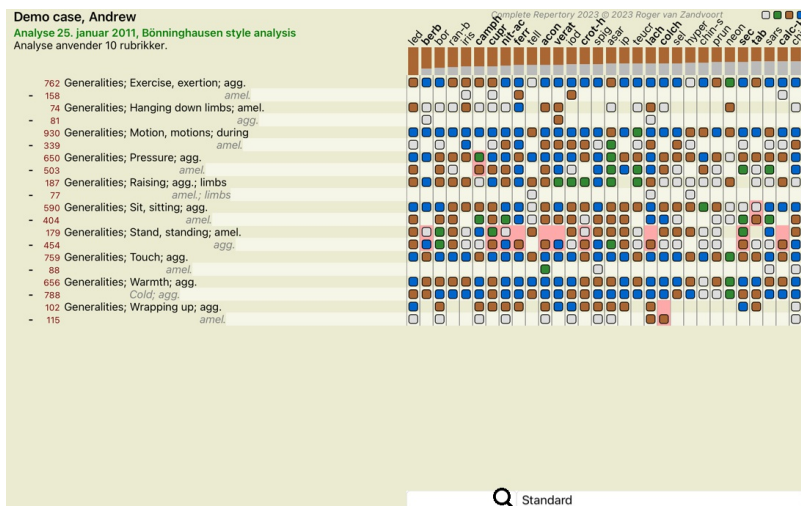 Demo case, Andrew
Complete Repertory 2023 © 2023 Roger van Zandvoort
Analyse 25. januar 2011, Bönninghausen style analysis
Analyse anvender 10 rubrikker.
led berb bor ran-b iris camph cupr nit-ac ferr tell acon verat iod crot-h spig asar ip teucr lach colch sel hyper chin-s prun neon sec lab sars calc-
762 Generalities; Exercise, exertion; agg.
- 158 amel.
74 Generalities; Hanging down limbs; amel.
- 81 agg.
930 Generalities; Motion, motions; during
- 339 amel.
650 Generalities; Pressure; agg.
- 503 amel.
187 Generalities; Raising; agg.; limbs
- 77 amel.; limbs
590 Generalities; Sit, sitting; agg.
- 404 amel.
179 Generalities; Stand, standing; amel.
- 454 agg.
759 Generalities; Touch; agg.
- 88 amel.
656 Generalities; Warmth; agg.
- 788 Cold; agg.
102 Generalities; Wrapping up; agg.
- 115 amel.
Standard